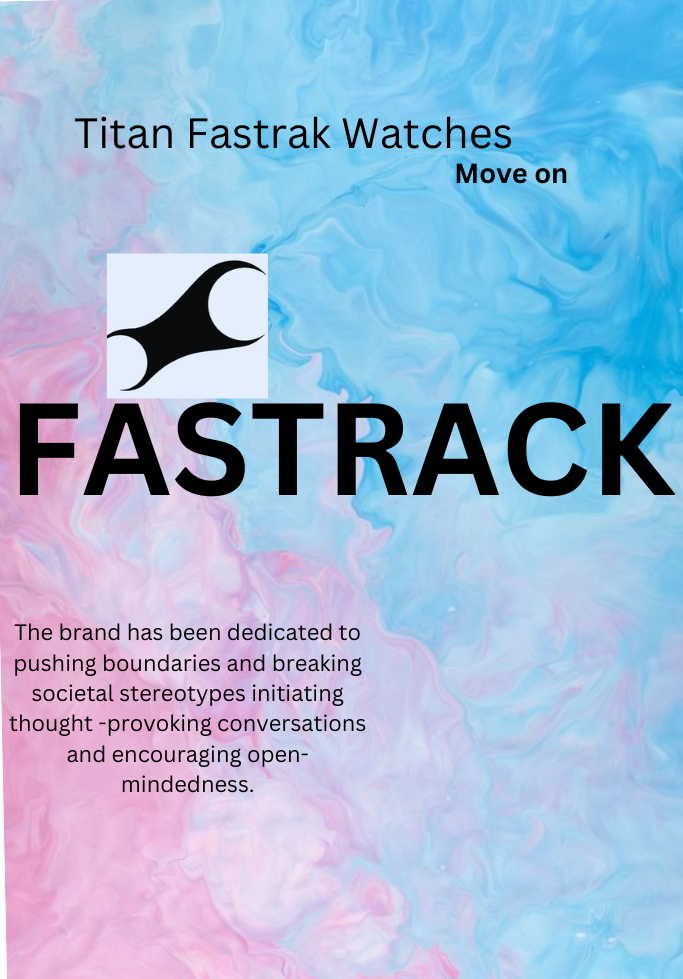 Titan Fastrak Watches
Move on
FASTRACK
The brand has been dedicated to
pushing boundaries and breaking
societal stereotypes initiating
thought -provoking conversations
and encouraging open-
mindedness.